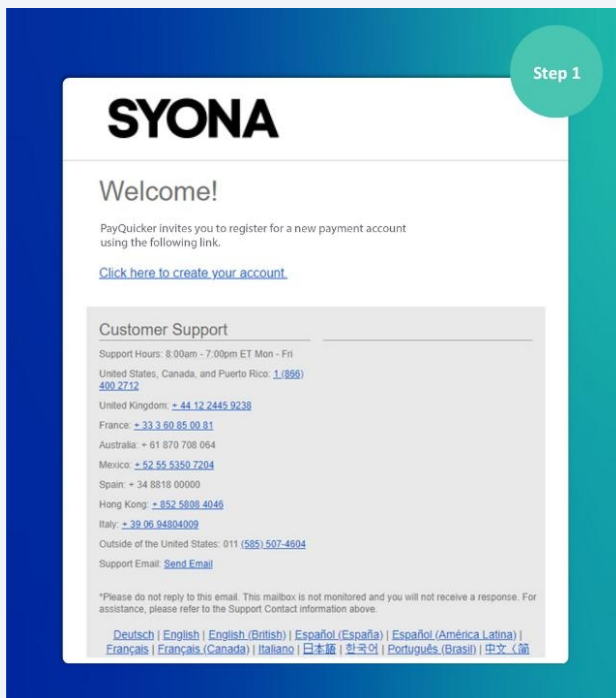 Step 1
SYONA
Welcome!
PayQuicker invites you to register for a new payment account
using the following link.
Click here to create your account.
Customer Support
Support Hours: 8:00am - 7:00pm ET Mon - Fri
United States, Canada, and Puerto Rico: 1 (866)
400 2712
United Kingdom: + 44 12 2445 9238
France: + 33 3 60 85 00 81
Australia: + 61 870 708 064
Mexico: + 52 55 5350 7204
Spain: + 34 8818 00000
Hong Kong: + 852 5808 4046
Italy: + 39 06 94804009
Outside of the United States: 011 (585) 507-4604
Support Email: Send Email
*Please do not reply to this email. This mailbox is not monitored and you will not receive a response. For
assistance, please refer to the Support Contact information above.
Deutsch | English | English (British) | Español (España) | Español (América Latina) |
Français | Français (Canada) | Italiano | 日本語 | 한국어 | Português (Brasil) | 中文（简